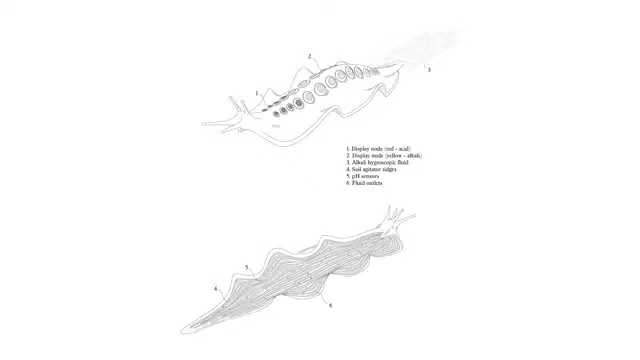 2
1
3
1. Display node (red - acid)
2. Display node (yellow - alkali)
3. Alkali hygroscopic fluid
4. Soil agitator ridges
5. pH sensors
6. Fluid outlets
5
4
6